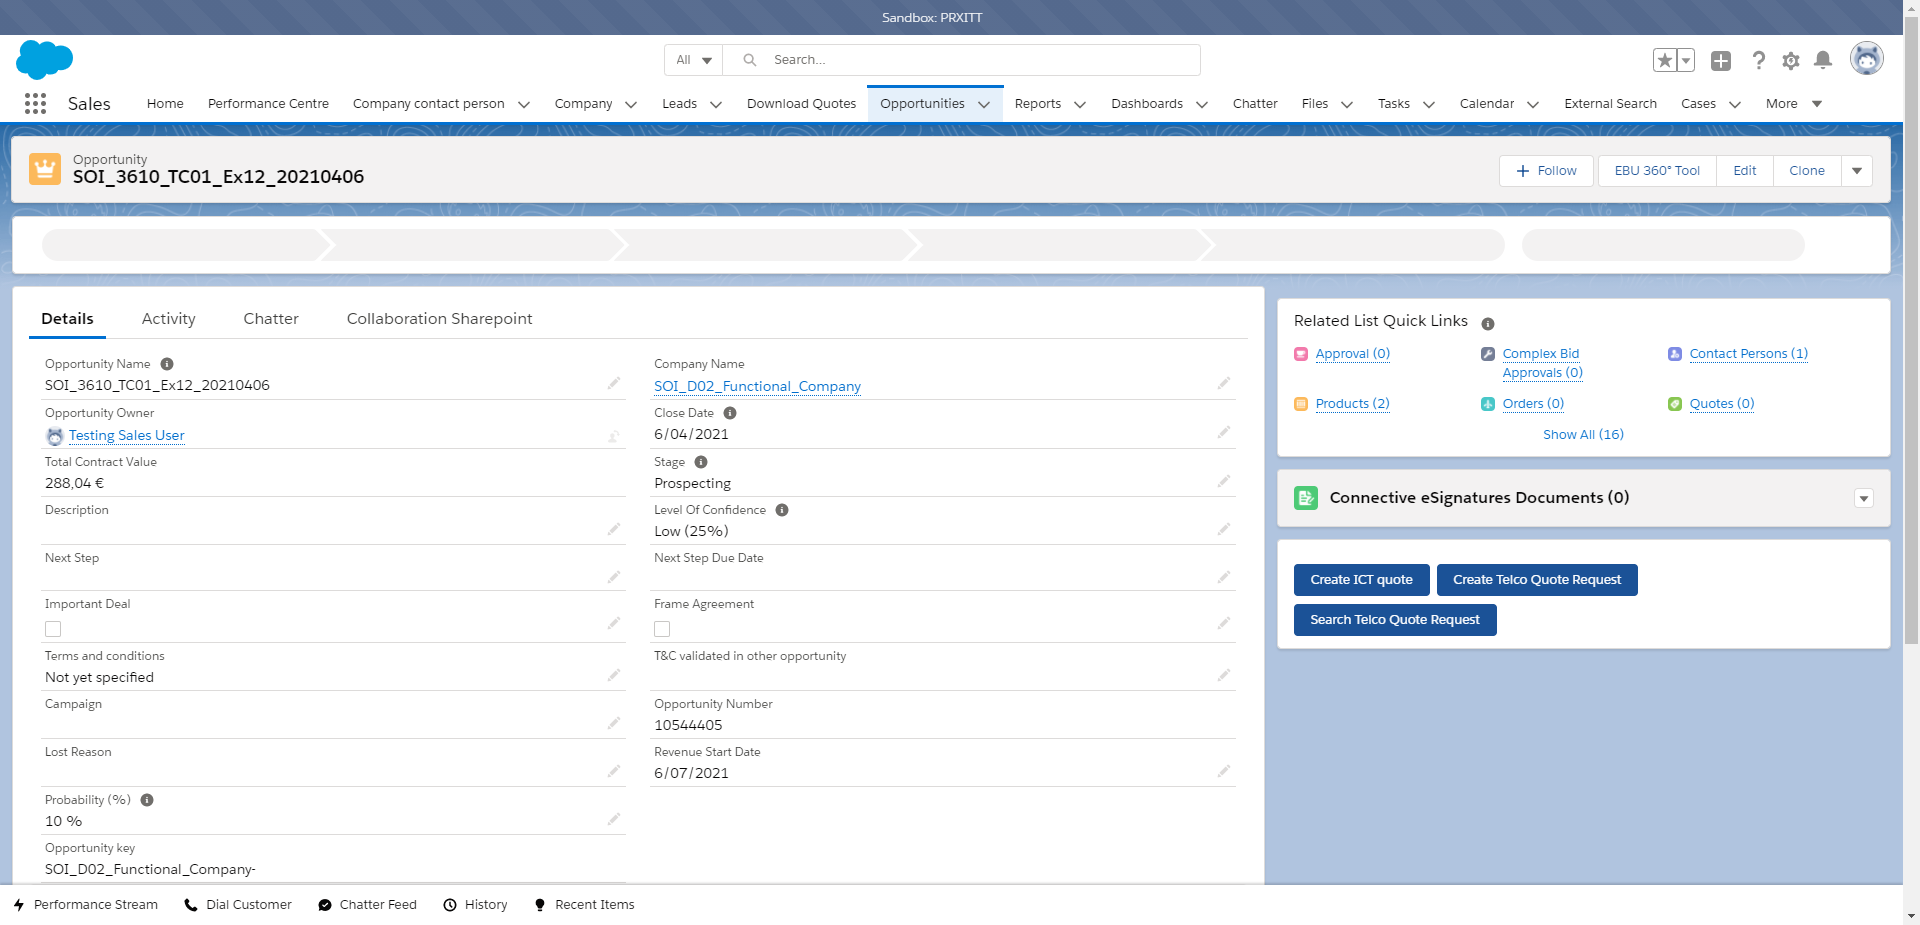 Sandbox: PRXITT
All
Search...
Sales
Home
Performance Centre
Company contact person
Company
Leads
Download Quotes
Opportunities
Reports
Dashboards
Chatter
Files
Tasks
Calendar
External Search
Cases
More
Opportunity
SOI_3610_TC01_Ex12_20210406
Follow
EBU 360° Tool
Edit
Clone
Details
Activity
Chatter
Collaboration Sharepoint
Opportunity Name
SOI_3610_TC01_Ex12_20210406
Company Name
SOI_D02_Functional_Company
Opportunity Owner
Testing Sales User
Close Date
6/04/2021
Total Contract Value
288,04 €
Stage
Prospecting
Description
Level Of Confidence
Low (25%)
Next Step
Next Step Due Date
Important Deal
Frame Agreement
Terms and conditions
Not yet specified
T&C validated in other opportunity
Campaign
Opportunity Number
10544405
Lost Reason
Revenue Start Date
6/07/2021
Probability (%)
10 %
Opportunity key
SOI_D02_Functional_Company-
Related List Quick Links
Approval (0)
Complex Bid
Approvals (0)
Contact Persons (1)
Products (2)
Orders (0)
Quotes (0)
Show All (16)
Connective eSignatures Documents (0)
Create ICT quote
Create Telco Quote Request
Search Telco Quote Request
Performance Stream
Dial Customer
Chatter Feed
History
Recent Items